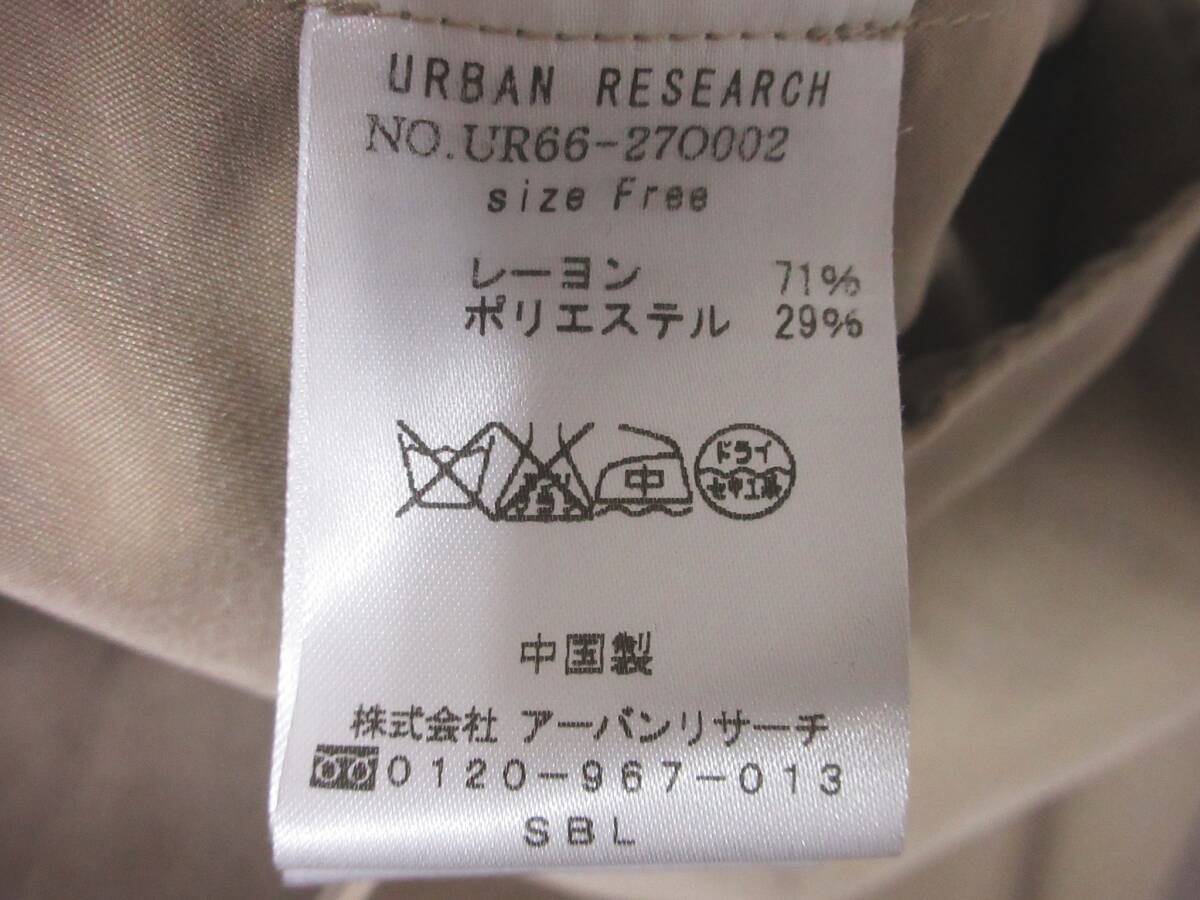 URBAN RESEARCH
NO.UR66-270002
size Free
レーヨン 71%
ポリエステル 29%
中
ドライ
セキユ系
中国製
株式会社 アーバンリサーチ
0120-967-013
SBL